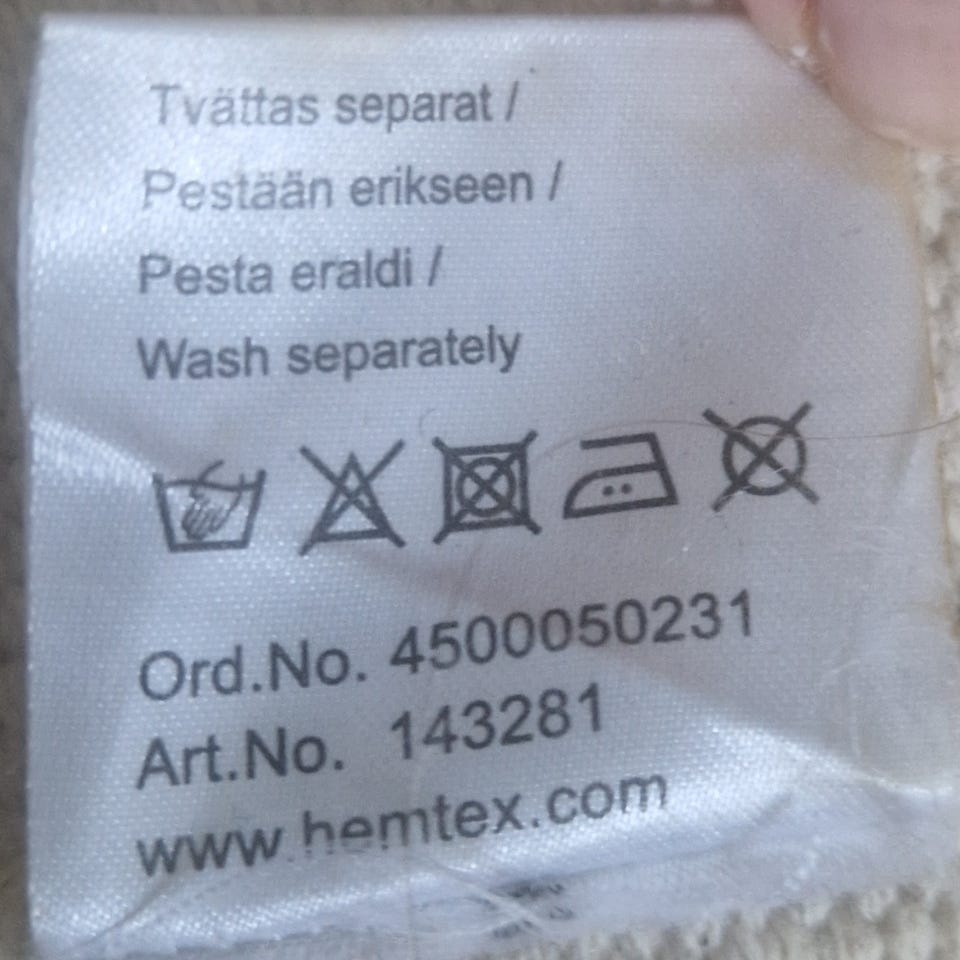 Tvättas separat /
Pestään erikseen /
Pesta eraldi /
Wash separately
Ord.No. 4500050231
Art.No. 143281
www.hemtex.com